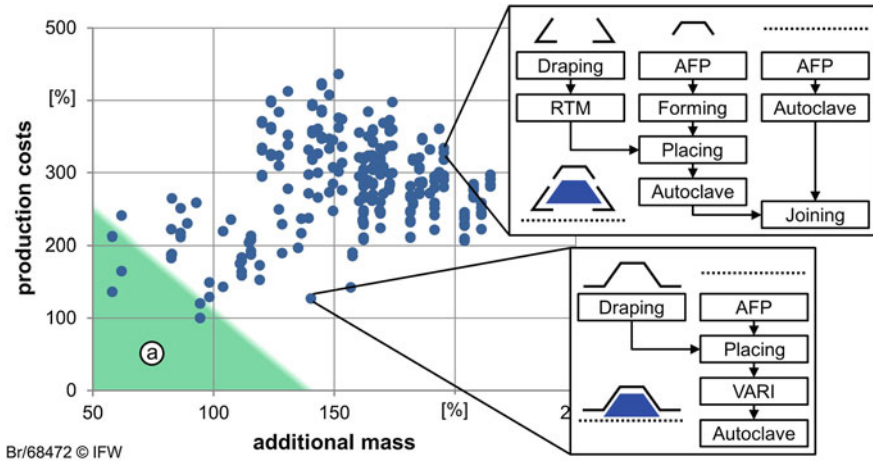 500
[%]
300
200
100
0
production costs
50
100
150
[%]
2
additional mass
a
Draping
AFP
AFP
RTM
Forming
Autoclave
Placing
Autoclave
Joining
Draping
AFP
Placing
VARI
Autoclave
Br/68472 © IFW